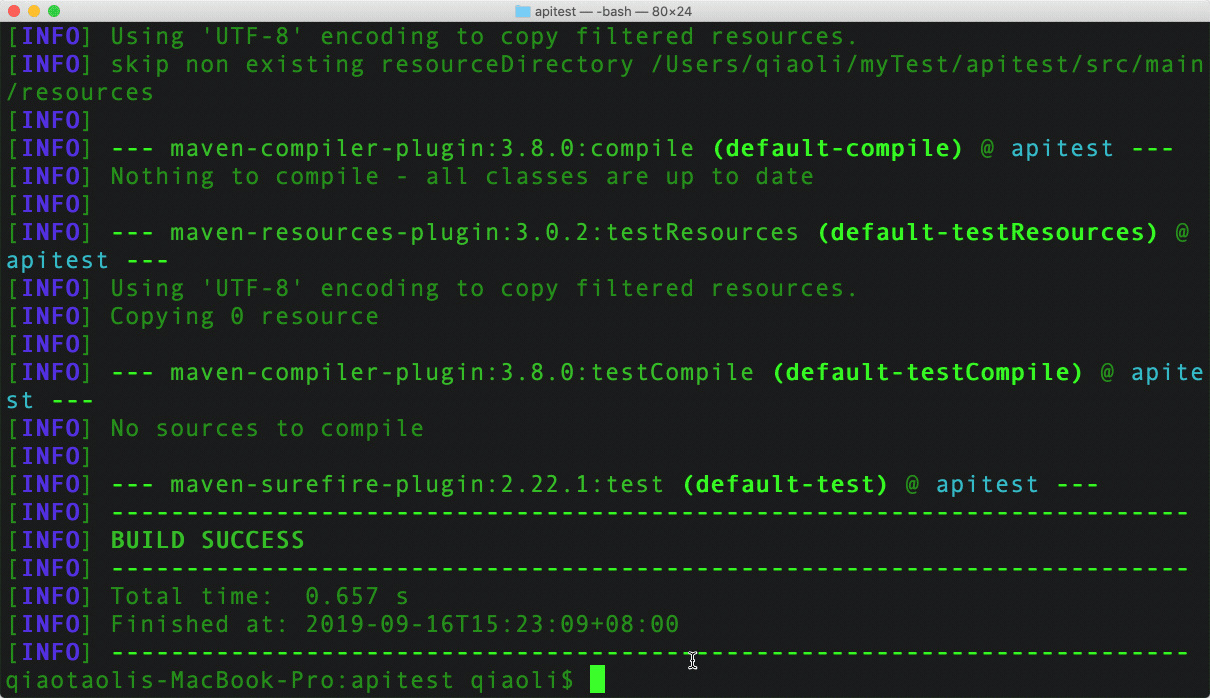 apitest — -bash — 80×24
[INFO] Using 'UTF-8' encoding to copy filtered resources.
[INFO] skip non existing resourceDirectory /Users/qiaoli/myTest/apitest/src/main
/resources
[INFO]
[INFO] --- maven-compiler-plugin:3.8.0:compile (default-compile) @ apitest ---
[INFO] Nothing to compile - all classes are up to date
[INFO]
[INFO] --- maven-resources-plugin:3.0.2:testResources (default-testResources) @
apitest ---
[INFO] Using 'UTF-8' encoding to copy filtered resources.
[INFO] Copying 0 resource
[INFO]
[INFO] --- maven-compiler-plugin:3.8.0:testCompile (default-testCompile) @ apite
st ---
[INFO] No sources to compile
[INFO]
[INFO] --- maven-surefire-plugin:2.22.1:test (default-test) @ apitest ---
[INFO] ------------------------------------------------------------------------
[INFO] BUILD SUCCESS
[INFO] ------------------------------------------------------------------------
[INFO] Total time:  0.657 s
[INFO] Finished at: 2019-09-16T15:23:09+08:00
[INFO] ------------------------------------------------------------------------
qiaotaolis-MacBook-Pro:apitest qiaoli$